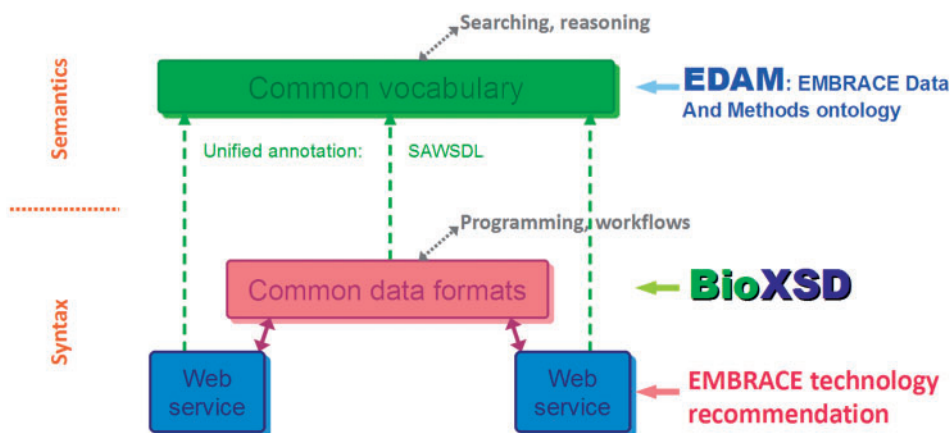 Searching, reasoning
Semantics
Common vocabulary
EDAM: EMBRACE Data
And Methods ontology
Unified annotation: SAWSDL
Programming, workflows
Syntax
Common data formats
BioXSD
Web
service
Web
service
EMBRACE technology
recommendation